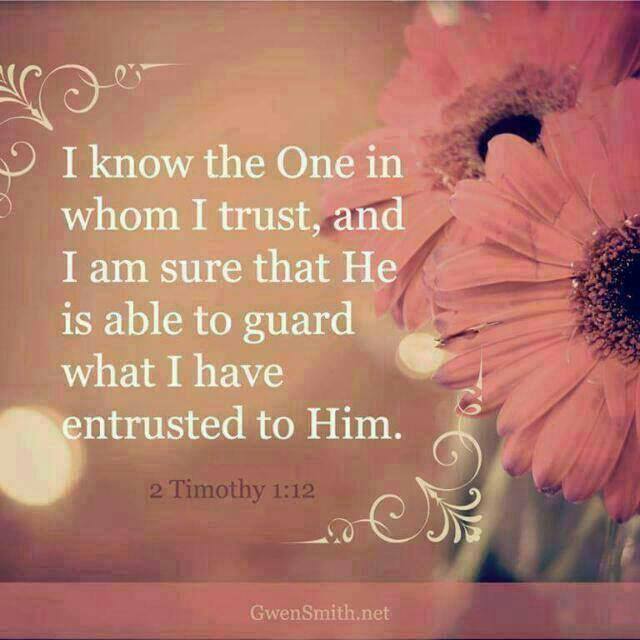 I know the One in
whom I trust, and
I am sure that He
is able to guard
what I have
entrusted to Him.
2 Timothy 1:12
GwenSmith.net